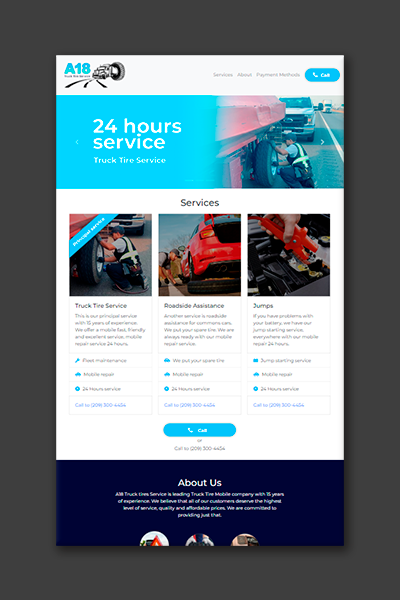 A18
Truck Tire Service
Services About Payment Methods Call
24 hours
service
Truck Tire Service
Services
Principal service
Truck Tire Service
This is our principal service
with 15 years of experience.
We offer a mobile fast, friendly
and excellent service, mobile
repair service 24 hours.
Fleet maintenance
Mobile repair
24 Hours service
Call to (209) 300-4454
Roadside Assistance
Another service is roadside
assistance for commons cars.
We put your spare tire. We are
always ready with our mobile
repair service.
We put your spare tire
Mobile repair
24 Hours service
Call to (209) 300-4454
Jumps
If you have problems with
your battery, we have our
jump starting service,
everywhere with our mobile
repair 24 hours.
Jump starting service
Mobile repair
24 Hours service
Call to (209) 300-4454
Call
or
Call to (209) 300-4454
About Us
A18 Truck tires Service is leading Truck Tire Mobile company with 15 years
of experience. We believe that all of our customers deserve the highest
level of service, quality and affordable prices. We are committed to
providing just that.